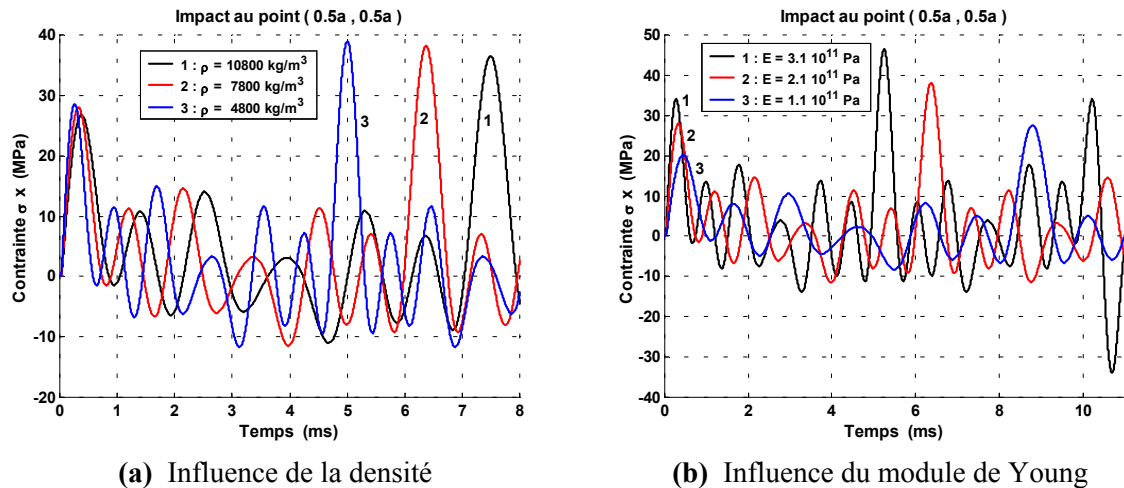 Impact au point ( 0.5a , 0.5a )
1 : ρ = 10800 kg/m³
2 : ρ = 7800 kg/m³
3 : ρ = 4800 kg/m³
Contrainte σ x (MPa)
40
30
20
10
0
-10
-20
3
2
1
0 1 2 3 4 5 6 7 8
Temps (ms)
(a) Influence de la densité
Impact au point ( 0.5a , 0.5a )
1 : E = 3.1 10¹¹ Pa
2 : E = 2.1 10¹¹ Pa
3 : E = 1.1 10¹¹ Pa
Contrainte σ x (MPa)
50
40
30
20
10
0
-10
-20
-30
-40
1
2
3
0 2 4 6 8 10
Temps (ms)
(b) Influence du module de Young